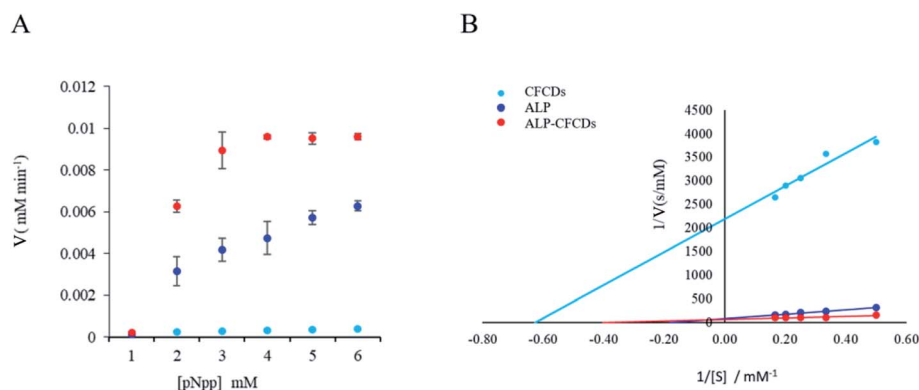 A
B
0.012
0.01
0.008
0.006
0.004
0.002
0
V( mM min⁻¹)
1 2 3 4 5 6
[pNpp] mM
CFCDs
ALP
ALP-CFCDs
4500
4000
3500
3000
2500
2000
1500
1000
500
0
1/ V(s/mM)
-0.80 -0.60 -0.40 -0.20 0.00 0.20 0.40 0.60
1/[S] / mM⁻¹